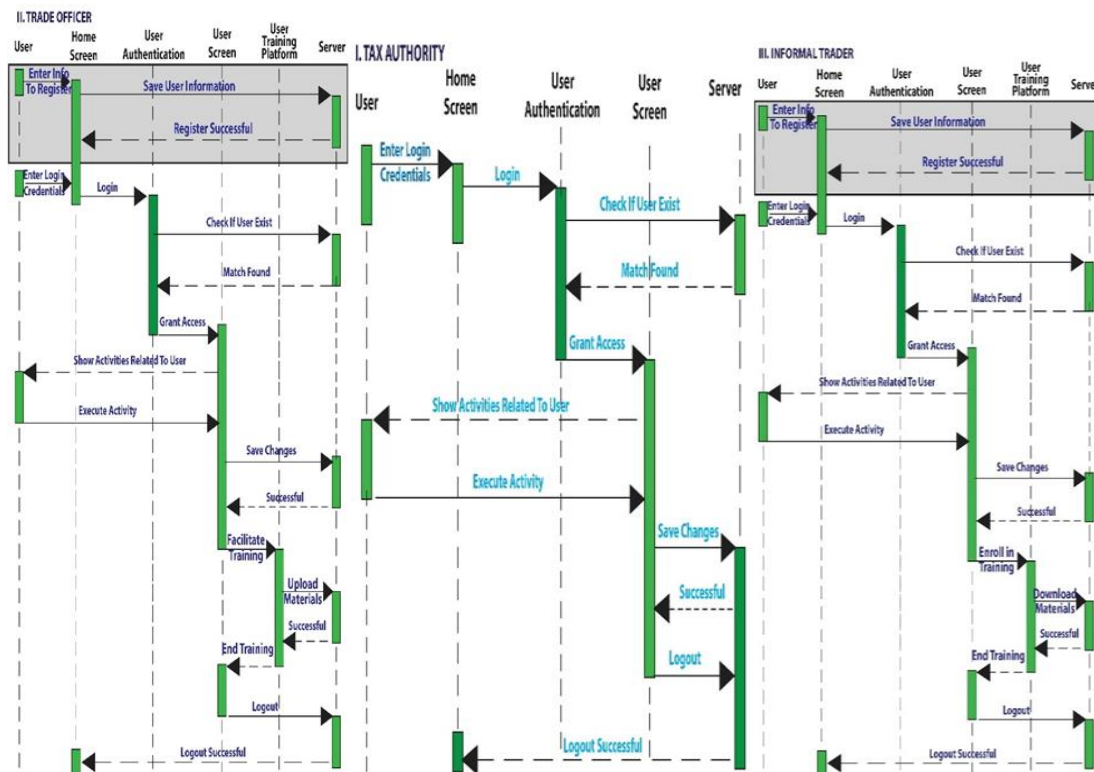 II. TRADE OFFICER
User
Home
Screen
User
Authentication
User
Screen
User
Training
Platform
Server
Enter Info
To Register
Save User Information
Register Successful
Enter Login
Credentials
Login
Check If User Exist
Match Found
Grant Access
Show Activities Related To User
Execute Activity
Save Changes
Successful
Facilitate
Training
Upload
Materials
Successful
End Training
Logout
Logout Successful
I. TAX AUTHORITY
User
Home
Screen
User
Authentication
User
Screen
Server
Enter Login
Credentials
Login
Check If User Exist
Match Found
Grant Access
Show Activities Related To User
Execute Activity
Save Changes
Successful
Logout
Logout Successful
III. INFORMAL TRADER
User
Home
Screen
User
Authentication
User
Screen
User
Training
Platform
Server
Enter Info
To Register
Save User Information
Register Successful
Enter Login
Credentials
Login
Check If User Exist
Match Found
Grant Access
Show Activities Related To User
Execute Activity
Save Changes
Successful
Enroll in
Training
Download
Materials
Successful
End Training
Logout
Logout Successful